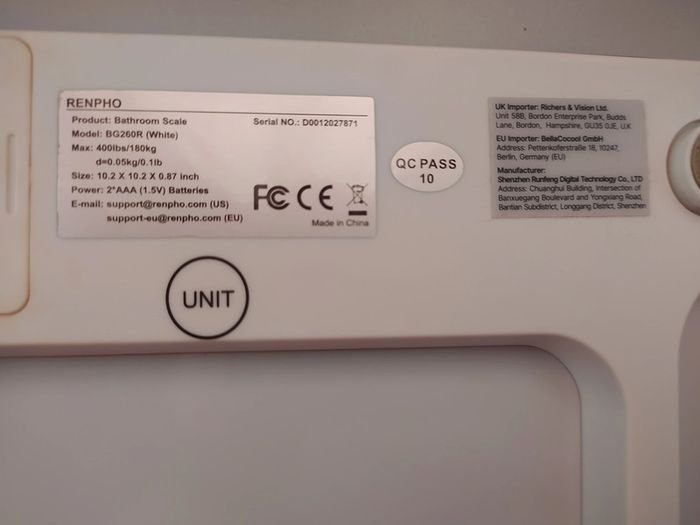 RENPHO
Product: Bathroom Scale
Serial NO.: D0012027871
Model: BG260R (White)
Max: 400lbs/180kg
d=0.05kg/0.1lb
Size: 10.2 X 10.2 X 0.87 inch
Power: 2*AAA (1.5V) Batteries
E-mail: support@renpho.com (US)
support-eu@renpho.com (EU)
FC CE
Made in China
QC PASS
10
UK Importer: Richers & Vision Ltd.
Unit 58B, Bordon Enterprise Park, Budds
Lane, Bordon, Hampshire, GU35 GJE, U.K
EU Importer: BellaCocool GmbH
Address: Pettenkoferstraße 18, 10247,
Berlin, Germany (EU)
Manufacturer:
Shenzhen Runfeng Digital Technology Co., LTD
Address: Chuanghui Building, Intersection of
Banxuegang Boulevard and Yongxiang Road,
Bantian Subdistrict, Longgang District, Shenzhen
UNIT